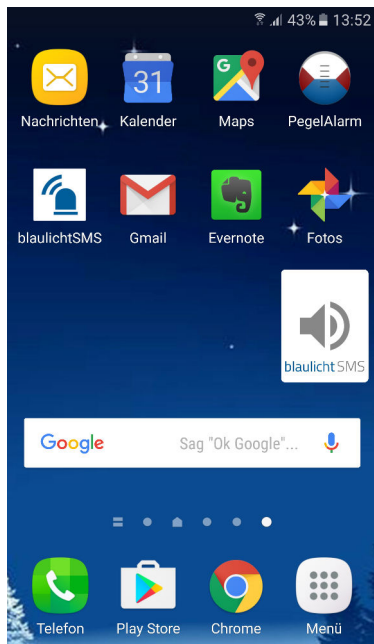 43% 13:52
31
G
Nachrichten Kalender Maps PegelAlarm
blaulichtSMS Gmail Evernote Fotos
blaulicht SMS
Google Sag "Ok Google"...
Telefon Play Store Chrome Menü